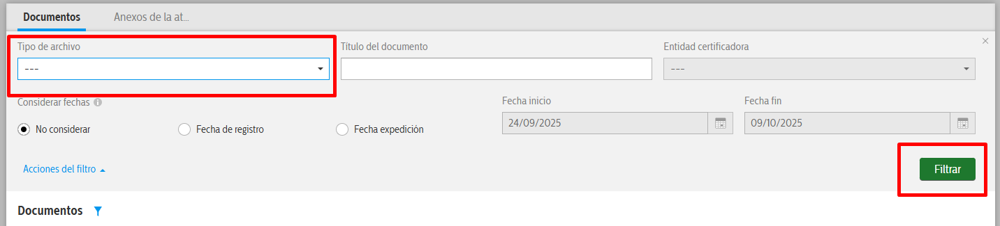 Documentos Anexos de la at...
Tipo de archivo Título del documento Entidad certificadora
--- ---
Considerar fechas Fecha inicio Fecha fin
No considerar Fecha de registro Fecha expedición 24/09/2025 09/10/2025
Acciones del filtro Filtrar
Documentos